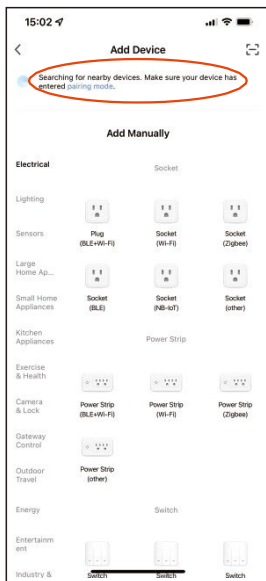 15:02
Add Device
Searching for nearby devices. Make sure your device has
entered pairing mode.
Add Manually
Electrical
Socket
Lighting
Plug
(BLE+Wi-Fi)
Socket
(Wi-Fi)
Socket
(Zigbee)
Sensors
Large
Home Ap...
Socket
(BLE)
Socket
(NB-IoT)
Socket
(other)
Small Home
Appliances
Kitchen
Appliances
Power Strip
Exercise
& Health
Power Strip
(BLE+Wi-Fi)
Power Strip
(Wi-Fi)
Power Strip
(Zigbee)
Camera
& Lock
Gateway
Control
Power Strip
(other)
Outdoor
Travel
Energy
Switch
Entertainm
ent
Industry &
Switch
Switch
Switch